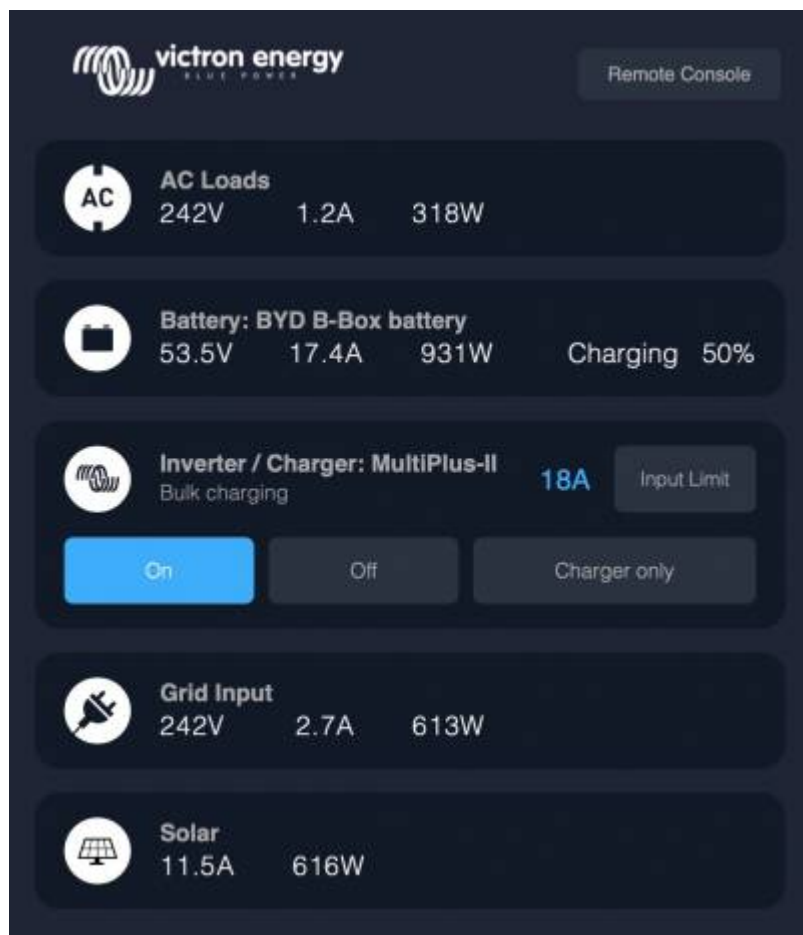 victron energy
BLUE POWER
Remote Console
AC
AC Loads
242V 1.2A 318W
Battery: BYD B-Box battery
53.5V 17.4A 931W Charging 50%
Inverter / Charger: MultiPlus-II
Bulk charging
18A Input Limit
On Off Charger only
Grid Input
242V 2.7A 613W
Solar
11.5A 616W